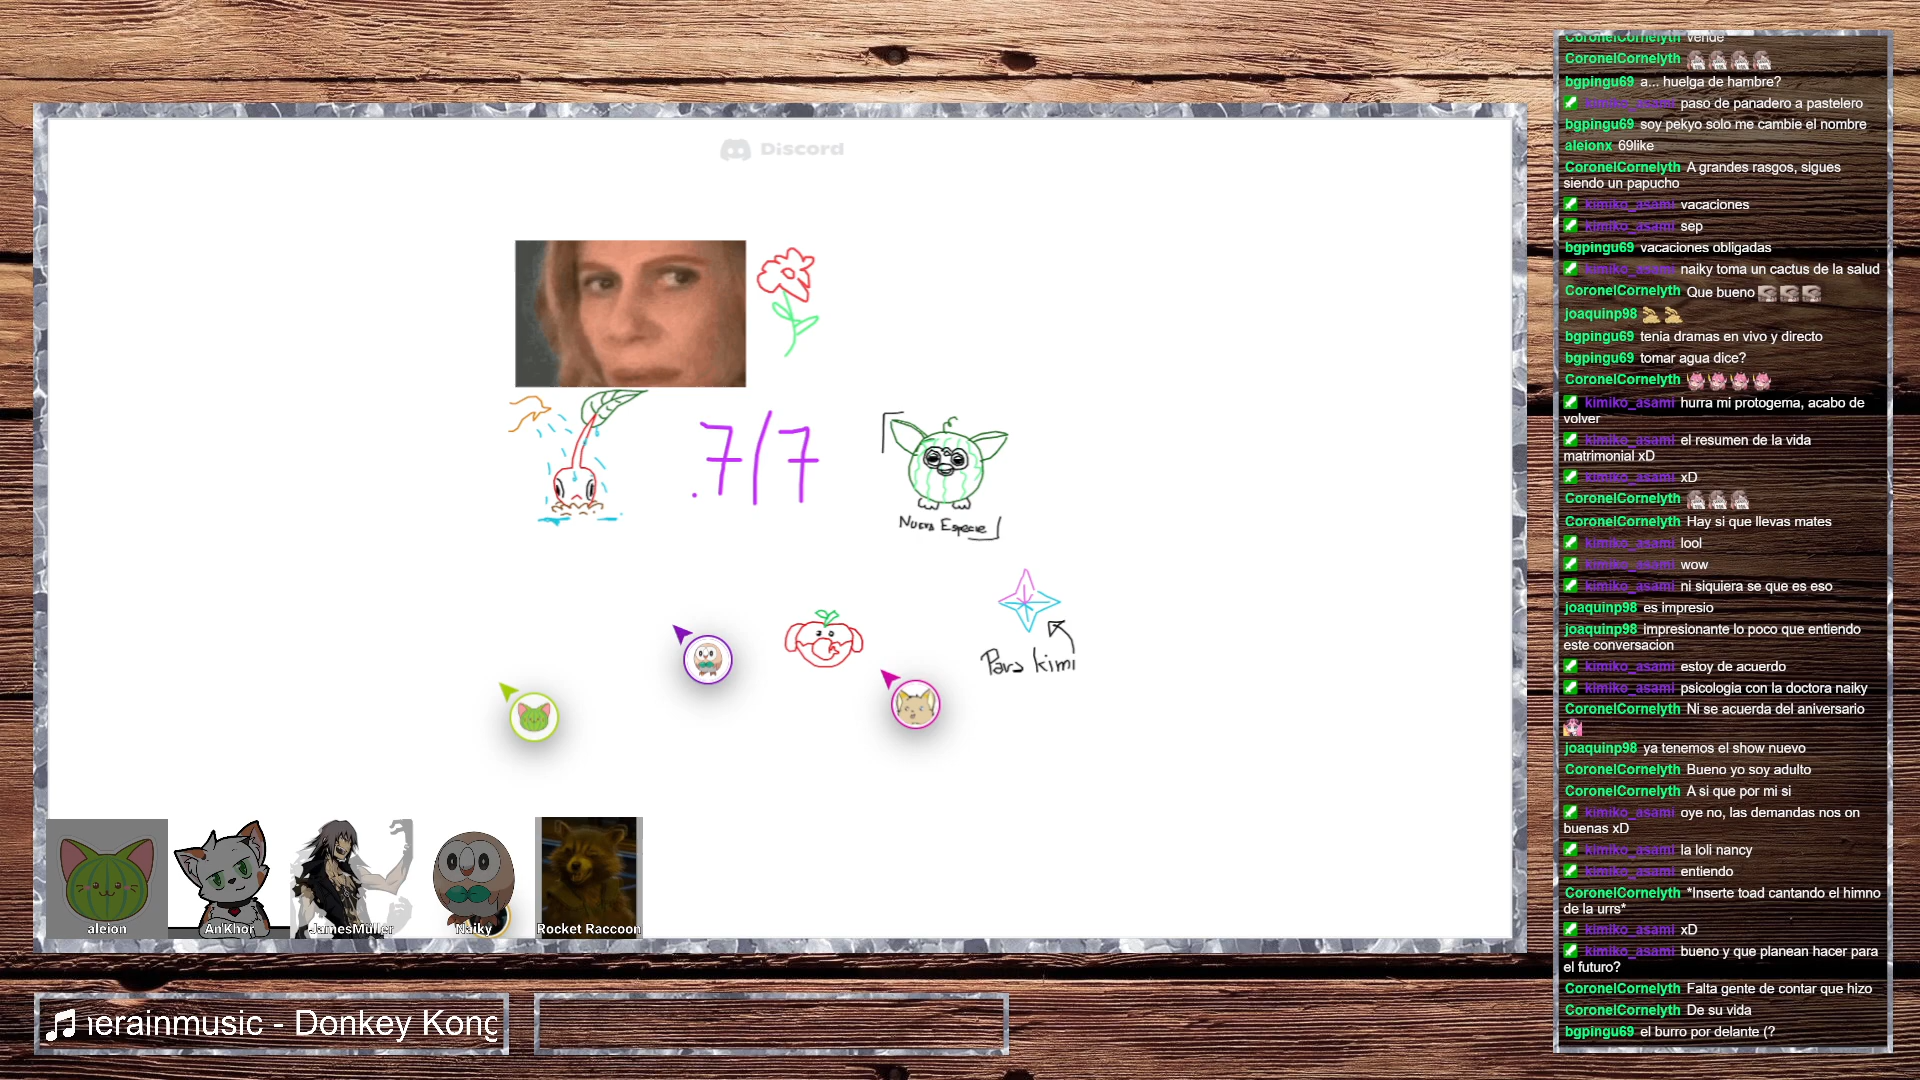 Discord
.7/7
Nueva Especie
Para kimi
aleion
An'Khor
JamesMüller
Naiky
Rocket Raccoon
nerainmusic - Donkey Kong
CoronelCornelyth vende
CoronelCornelyth
bgpingu69 a... huelga de hambre?
kimiko_asami paso de panadero a pastelero
bgpingu69 soy pekyo solo me cambie el nombre
aleionx 69like
CoronelCornelyth A grandes rasgos, sigues
siendo un papucho
kimiko_asami vacaciones
kimiko_asami sep
bgpingu69 vacaciones obligadas
kimiko_asami naiky toma un cactus de la salud
CoronelCornelyth Que bueno
joaquinp98
bgpingu69 tenia dramas en vivo y directo
bgpingu69 tomar agua dice?
CoronelCornelyth
kimiko_asami hurra mi protogema, acabo de
volver
kimiko_asami el resumen de la vida
matrimonial xD
kimiko_asami xD
CoronelCornelyth
CoronelCornelyth Hay si que llevas mates
kimiko_asami lool
kimiko_asami wow
kimiko_asami ni siquiera se que es eso
joaquinp98 es impresio
joaquinp98 impresionante lo poco que entiendo
este conversacion
kimiko_asami estoy de acuerdo
kimiko_asami psicologia con la doctora naiky
CoronelCornelyth Ni se acuerda del aniversario
joaquinp98 ya tenemos el show nuevo
CoronelCornelyth Bueno yo soy adulto
CoronelCornelyth A si que por mi si
kimiko_asami oye no, las demandas nos on
buenas xD
kimiko_asami la loli nancy
kimiko_asami entiendo
CoronelCornelyth *Inserte toad cantando el himno
de la urrs*
kimiko_asami xD
kimiko_asami bueno y que planean hacer para
el futuro?
CoronelCornelyth Falta gente de contar que hizo
CoronelCornelyth De su vida
bgpingu69 el burro por delante (?